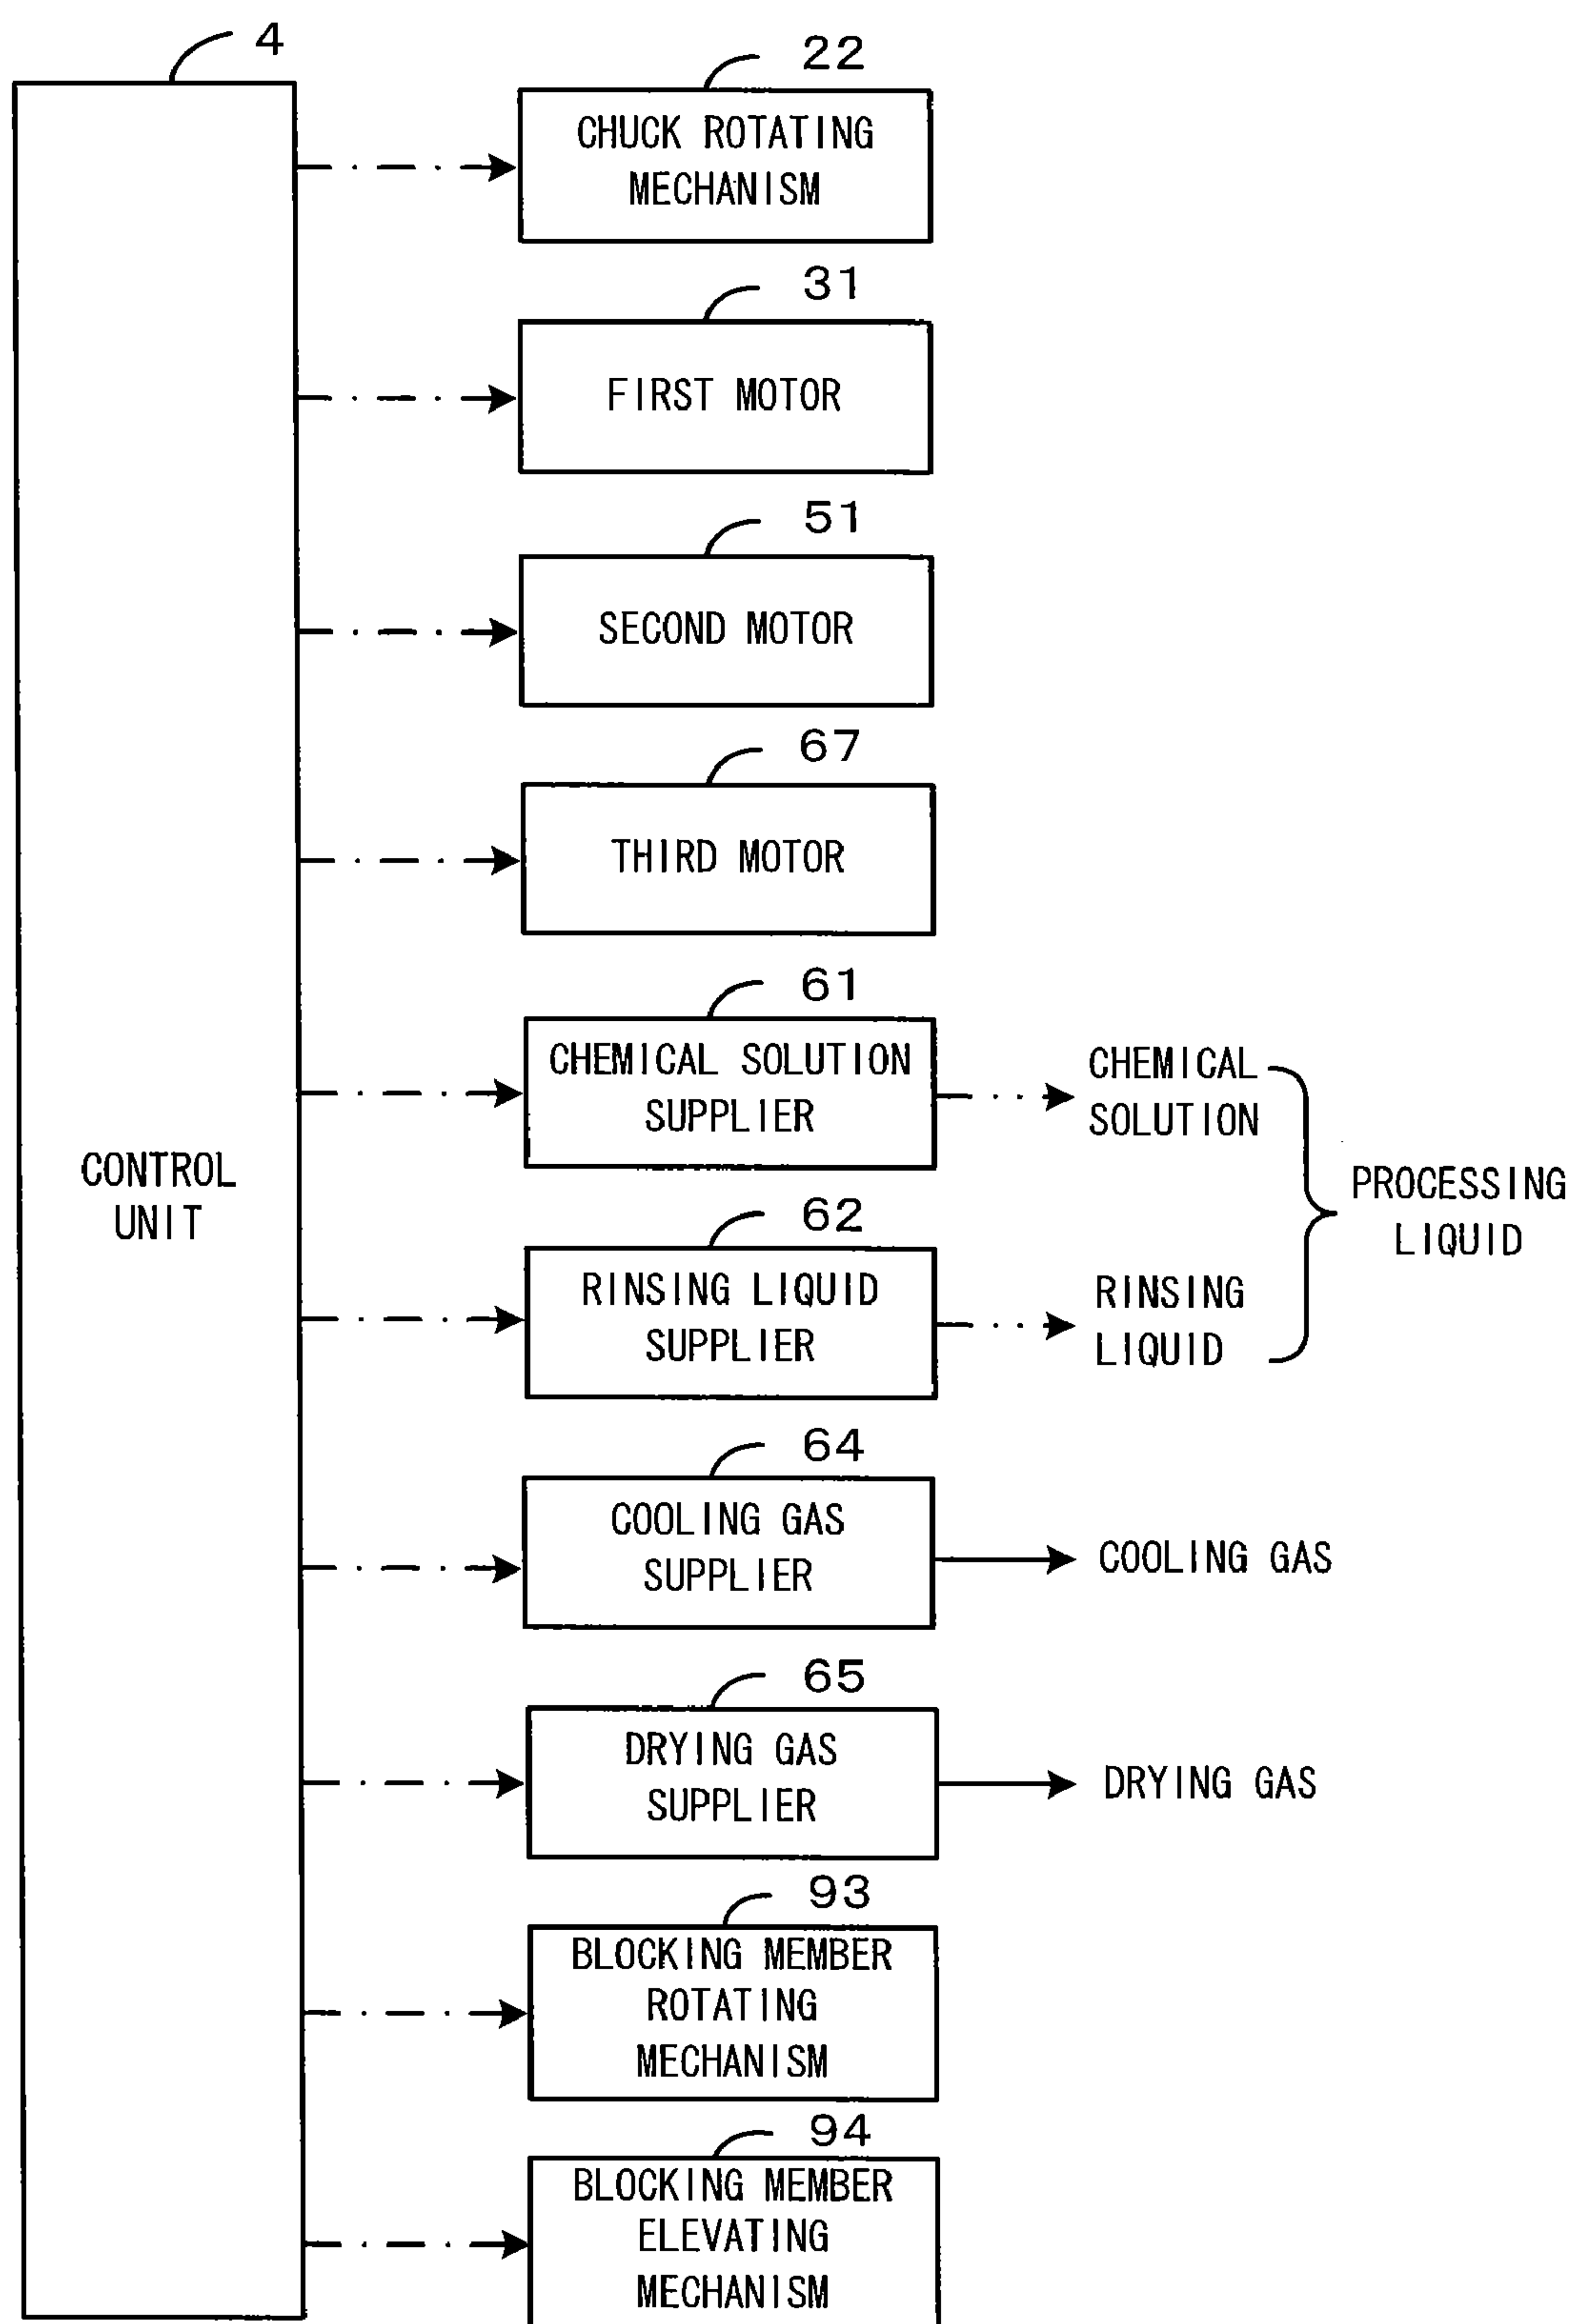 4
CONTROL
UNIT
22
CHUCK ROTATING
MECHANISM
31
FIRST MOTOR
51
SECOND MOTOR
67
THIRD MOTOR
61
CHEMICAL SOLUTION
SUPPLIER
CHEMICAL
SOLUTION
62
RINSING LIQUID
SUPPLIER
RINSING
LIQUID
PROCESSING
LIQUID
64
COOLING GAS
SUPPLIER
COOLING GAS
65
DRYING GAS
SUPPLIER
DRYING GAS
93
BLOCKING MEMBER
ROTATING
MECHANISM
94
BLOCKING MEMBER
ELEVATING
MECHANISM